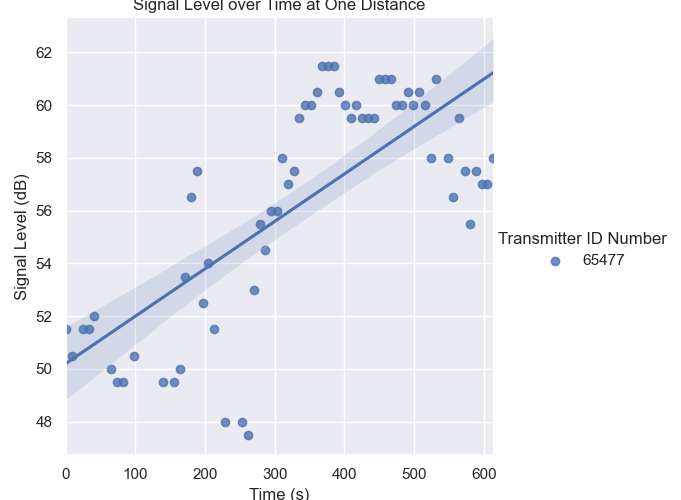 Signal Level over Time at One Distance
62
60
58
56
54
52
50
48
Signal Level (dB)
0 100 200 300 400 500 600
Time (s)
Transmitter ID Number
65477